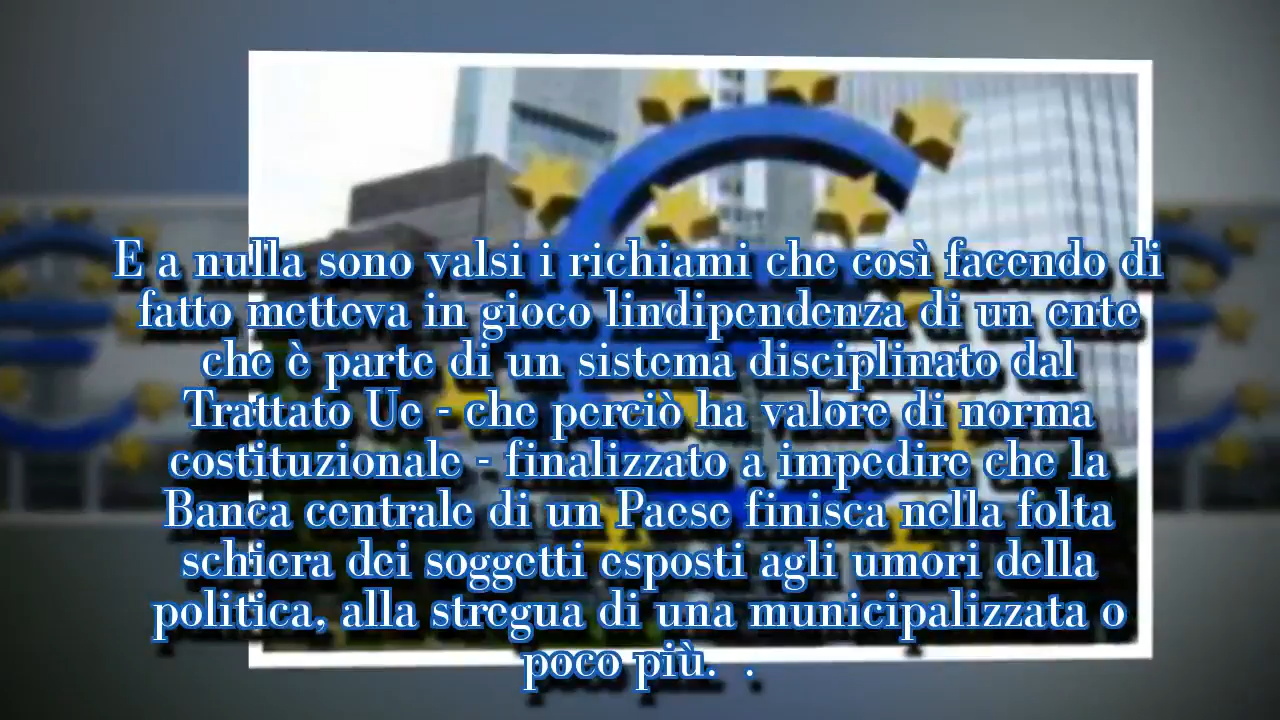 E a nulla sono valsi i richiami che così facendo di
fatto metteva in gioco lindipendenza di un ente
che è parte di un sistema disciplinato dal
Trattato Ue - che perciò ha valore di norma
costituzionale - finalizzato a impedire che la
Banca centrale di un Paese finisca nella folta
schiera dei soggetti esposti agli umori della
politica, alla stregua di una municipalizzata o
poco più. .